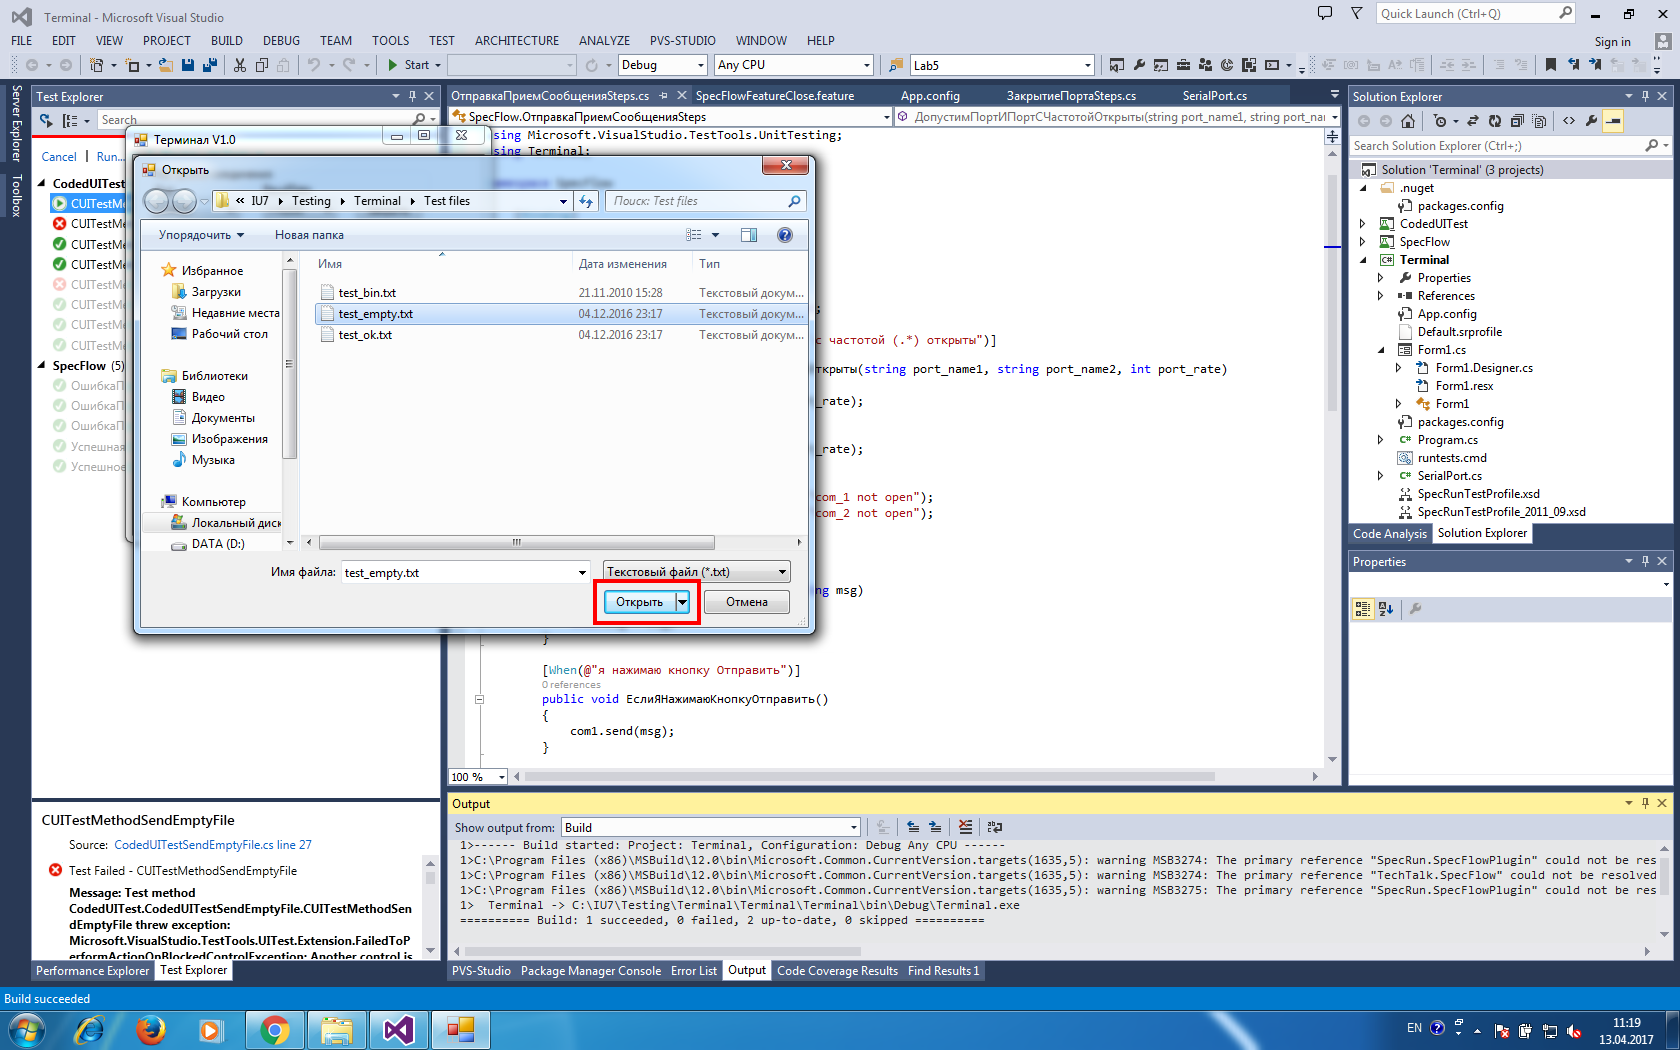 Terminal - Microsoft Visual Studio
Quick Launch (Ctrl+Q)
FILE EDIT VIEW PROJECT BUILD DEBUG TEAM TOOLS TEST ARCHITECTURE ANALYZE PVS-STUDIO WINDOW HELP
Sign in
Start Debug Any CPU Lab5
Server Explorer
Toolbox
Test Explorer
Search
Cancel Run...
CodedUITest
CUITestMe
CUITestMe
CUITestMe
CUITestMe
CUITestMe
CUITestMe
CUITestMe
CUITestMe
SpecFlow (5)
ОшибкаП
ОшибкаП
ОшибкаП
Успешная
Успешное
Терминал V1.0
Открыть
« IU7 Testing Terminal Test files
Поиск: Test files
Упорядочить Новая папка
Избранное
Загрузки
Недавние места
Рабочий стол
Библиотеки
Видео
Документы
Изображения
Музыка
Компьютер
Локальный диск
DATA (D:)
Имя Дата изменения Тип
test_bin.txt 21.11.2010 15:28 Текстовый докум...
test_empty.txt 04.12.2016 23:17 Текстовый докум...
test_ok.txt 04.12.2016 23:17 Текстовый докум...
Имя файла: test_empty.txt Текстовый файл (*.txt)
Открыть Отмена
ОтправкаПриемСообщенияSteps.cs SpecFlowFeatureClose.feature App.config ЗакрытиеПортаSteps.cs SerialPort.cs
SpecFlow.ОтправкаПриемСообщенияSteps ДопустимПортИПортСЧастотойОткрыты(string port_name1, string port_nar
sing Microsoft.VisualStudio.TestTools.UnitTesting;
sing Terminal;
;
с частотой (.*) открыты")]
ткрыты(string port_name1, string port_name2, int port_rate)
_rate);
_rate);
com_1 not open");
com_2 not open");
ng msg)
}
[When(@"я нажимаю кнопку Отправить")]
0 references
public void ЕслиЯНажимаюКнопкуОтправить()
{
com1.send(msg);
}
100 %
Solution Explorer
Search Solution Explorer (Ctrl+;)
Solution 'Terminal' (3 projects)
.nuget
packages.config
CodedUITest
SpecFlow
Terminal
Properties
References
App.config
Default.srprofile
Form1.cs
Form1.Designer.cs
Form1.resx
Form1
packages.config
Program.cs
runtests.cmd
SerialPort.cs
SpecRunTestProfile.xsd
SpecRunTestProfile_2011_09.xsd
Code Analysis Solution Explorer
Properties
CUITestMethodSendEmptyFile
Source: CodedUITestSendEmptyFile.cs line 27
Test Failed - CUITestMethodSendEmptyFile
Message: Test method
CodedUITest.CodedUITestSendEmptyFile.CUITestMethodSen
dEmptyFile threw exception:
Microsoft.VisualStudio.TestTools.UITest.Extension.FailedToP
erformActionOnBlockedControlException: Another control is
Performance Explorer Test Explorer
Output
Show output from: Build
1>------ Build started: Project: Terminal, Configuration: Debug Any CPU ------
1>C:\Program Files (x86)\MSBuild\12.0\bin\Microsoft.Common.CurrentVersion.targets(1635,5): warning MSB3274: The primary reference "SpecRun.SpecFlowPlugin" could not be res
1>C:\Program Files (x86)\MSBuild\12.0\bin\Microsoft.Common.CurrentVersion.targets(1635,5): warning MSB3274: The primary reference "TechTalk.SpecFlow" could not be resolved
1>C:\Program Files (x86)\MSBuild\12.0\bin\Microsoft.Common.CurrentVersion.targets(1635,5): warning MSB3275: The primary reference "SpecRun.SpecFlowPlugin" could not be res
1> Terminal -> C:\IU7\Testing\Terminal\Terminal\Terminal\bin\Debug\Terminal.exe
========== Build: 1 succeeded, 0 failed, 2 up-to-date, 0 skipped ==========
PVS-Studio Package Manager Console Error List Output Code Coverage Results Find Results 1
Build succeeded
EN
11:19
13.04.2017